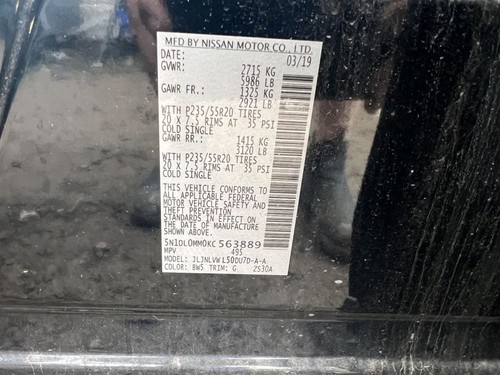 MFD BY NISSAN MOTOR CO., LTD.
DATE: 03/19
GVWR: 2715 KG
5986 LB
GAWR FR.: 1325 KG
2921 LB
WITH P235/55R20 TIRES
20 X 7.5 RIMS AT 35 PSI
COLD SINGLE
GAWR RR.: 1415 KG
3120 LB
WITH P235/55R20 TIRES
20 X 7.5 RIMS AT 35 PSI
COLD SINGLE
THIS VEHICLE CONFORMS TO
ALL APPLICABLE FEDERAL
MOTOR VEHICLE SAFETY AND
THEFT PREVENTION
STANDARDS IN EFFECT ON
THE DATE OF MANUFACTURE
SHOWN ABOVE.
5N1DL0MM0KC563889
MPV 495
MODEL: JLJNLVWL50DU7D-A-A
COLOR: BW5 TRIM: G ZS30A